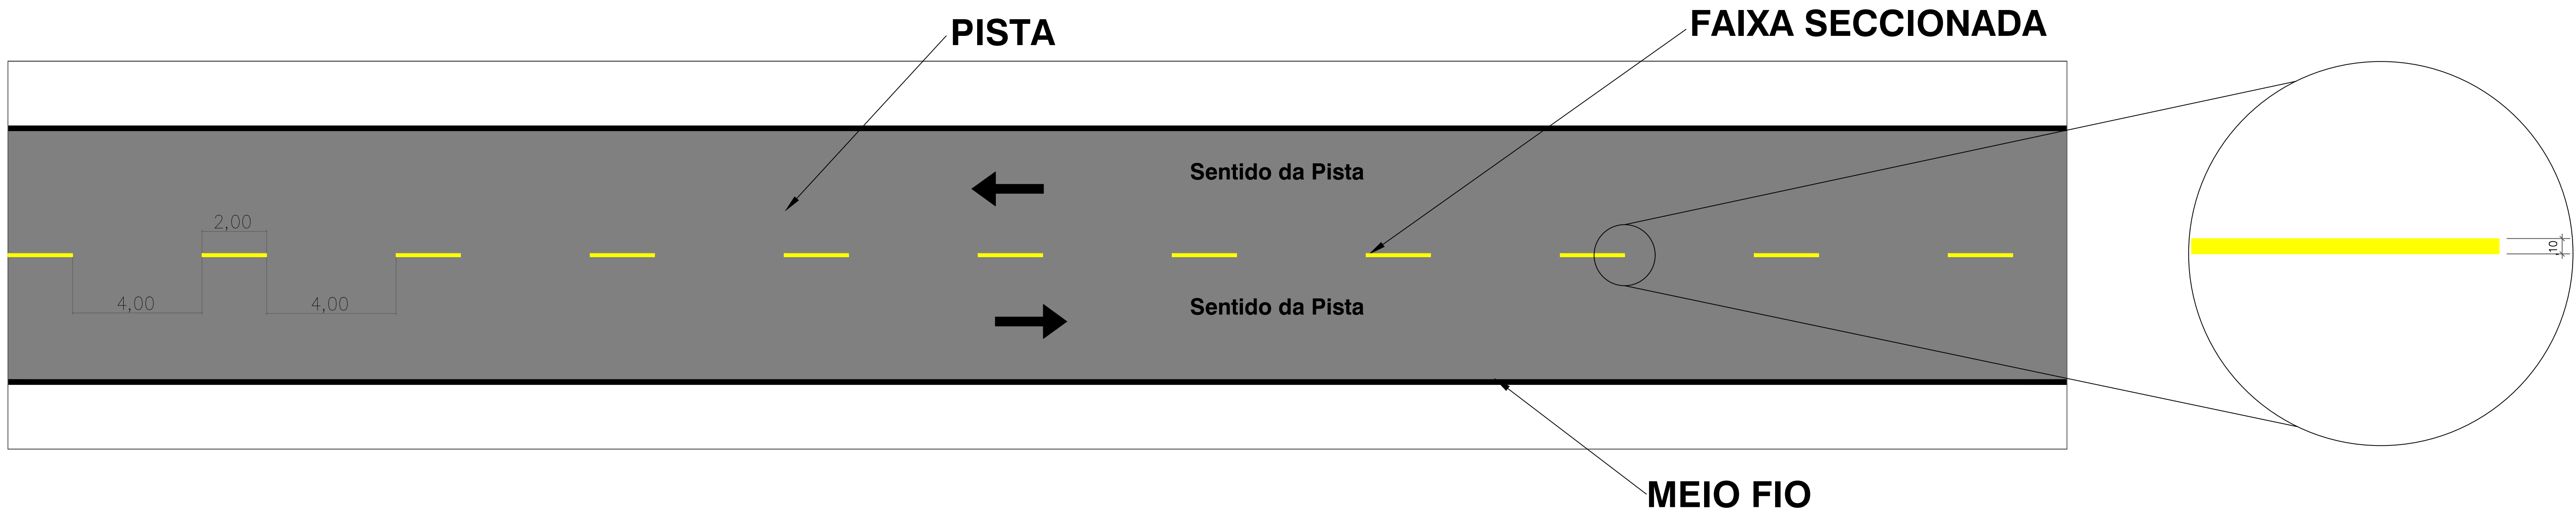 PISTA
FAIXA SECCIONADA
Sentido da Pista
2,00
4,00
4,00
Sentido da Pista
,10
MEIO FIO